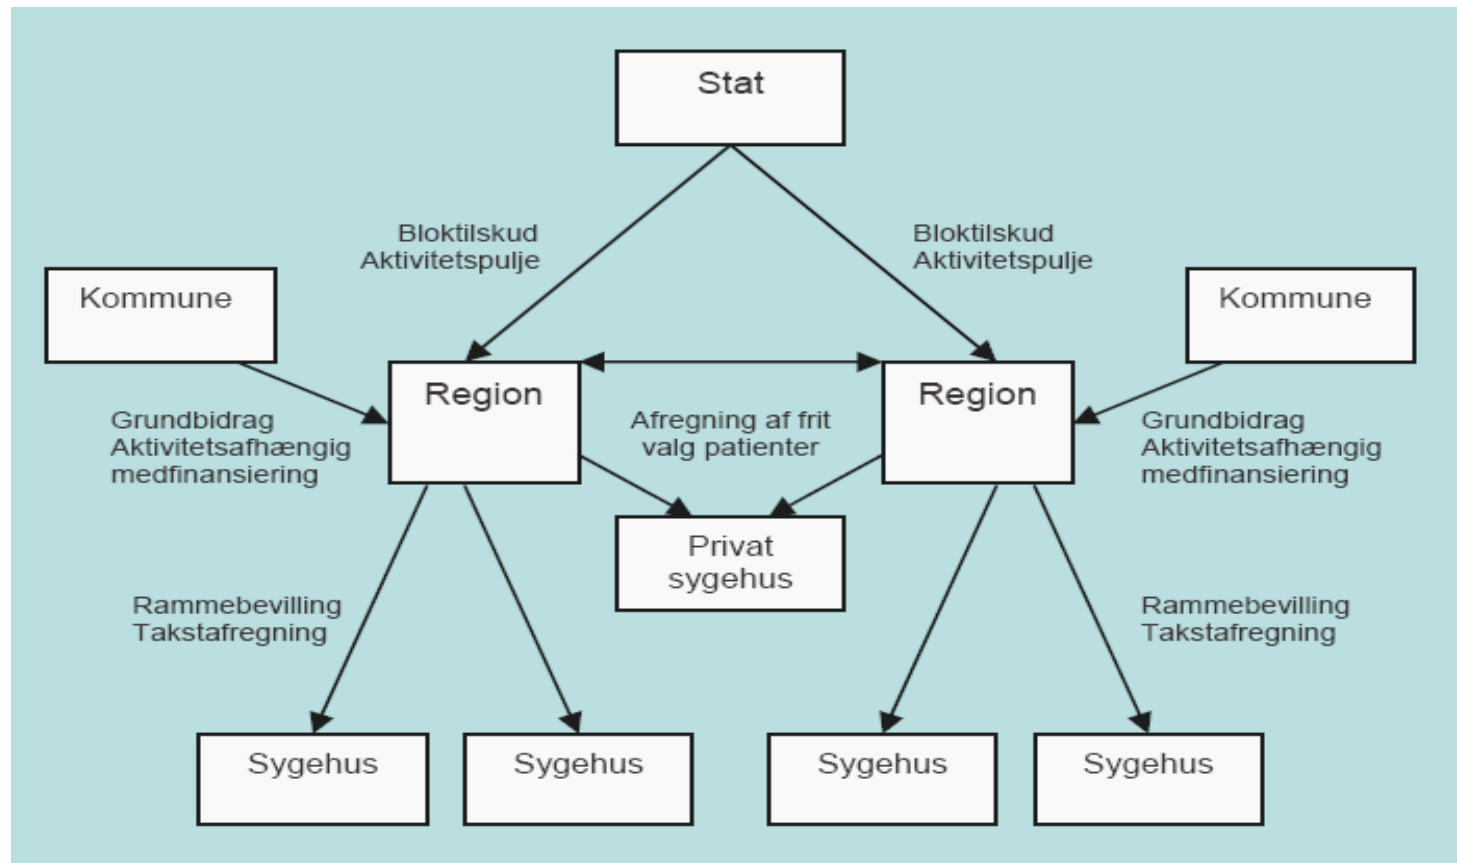 Stat
Bloktilskud
Aktivitetspulje
Bloktilskud
Aktivitetspulje
Kommune
Kommune
Region
Region
Grundbidrag
Aktivitetsafhængig
medfinansiering
Afregning af frit
valg patienter
Grundbidrag
Aktivitetsafhængig
medfinansiering
Privat
sygehus
Rammebevilling
Takstafregning
Rammebevilling
Takstafregning
Sygehus
Sygehus
Sygehus
Sygehus